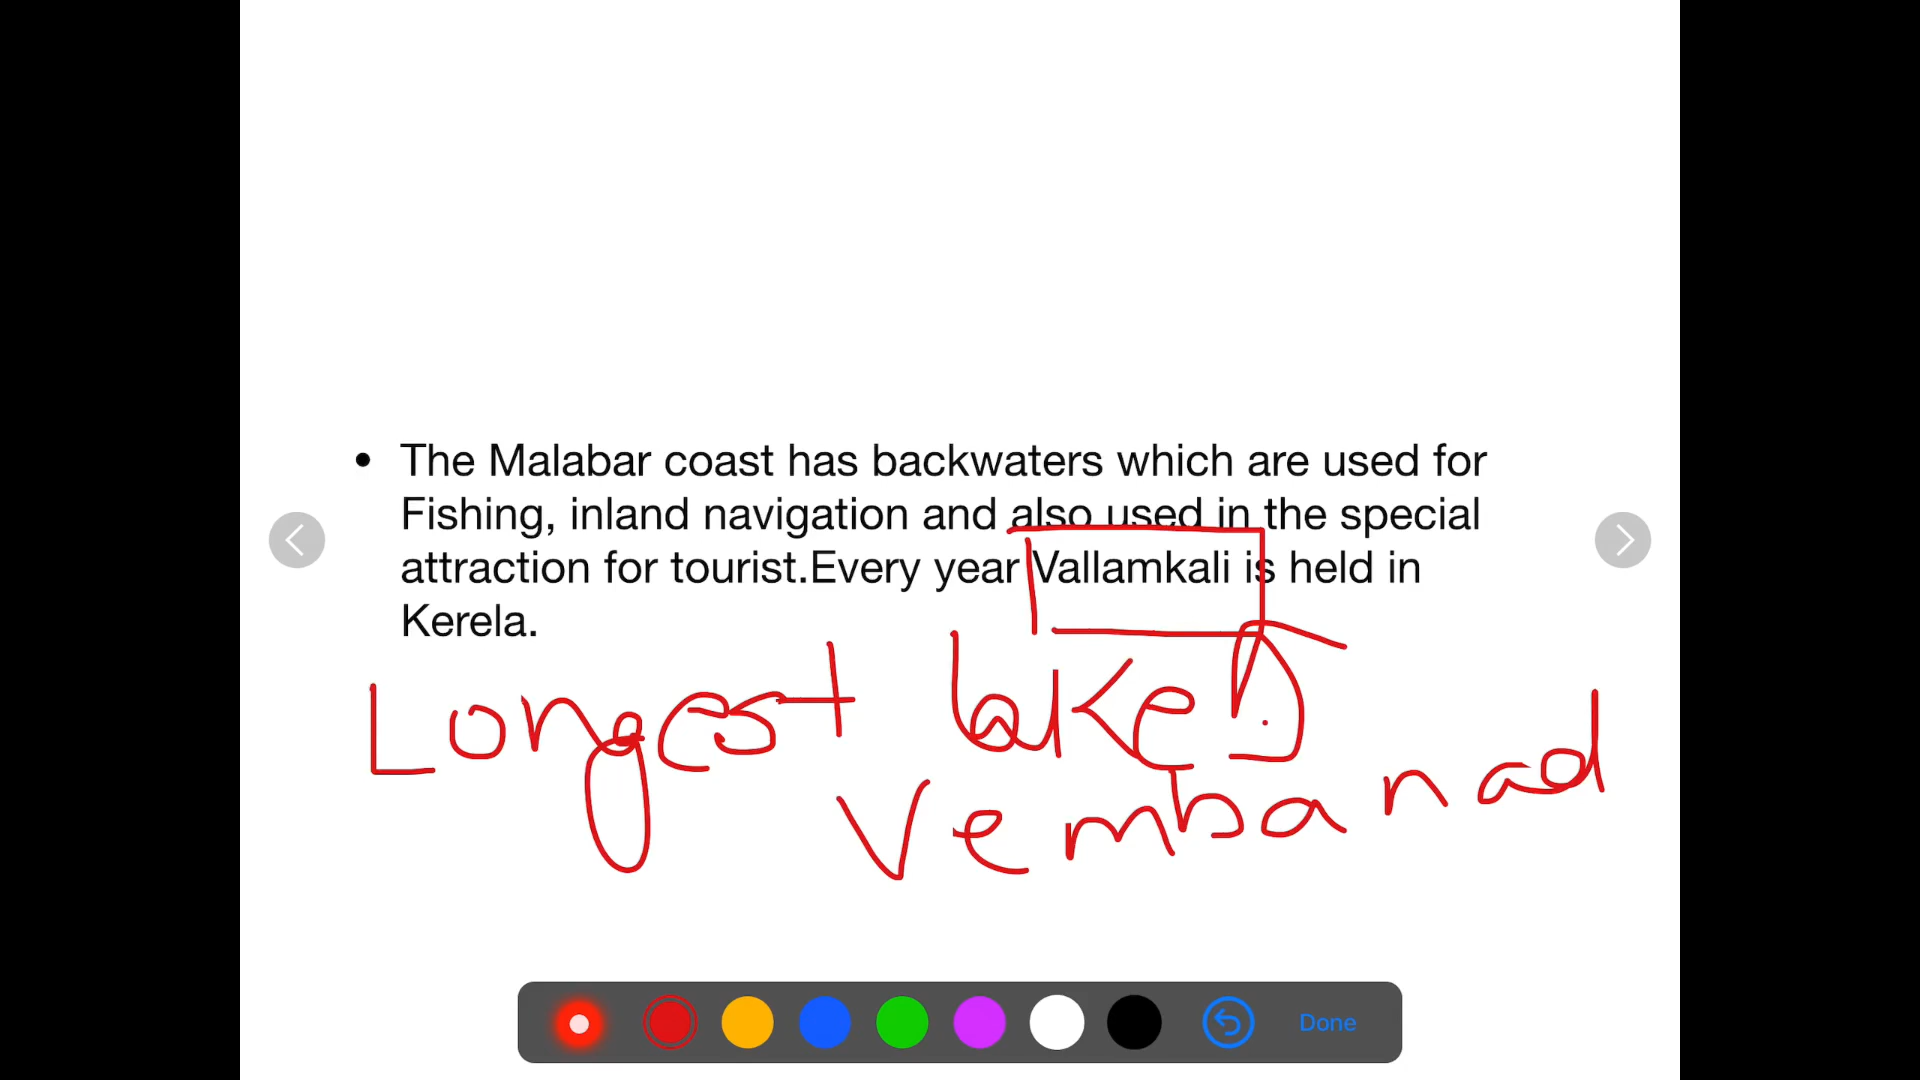 • The Malabar coast has backwaters which are used for
Fishing, inland navigation and also used in the special
attraction for tourist.Every year Vallamkali is held in
Kerela.
Longest lake
Vembanad
Done